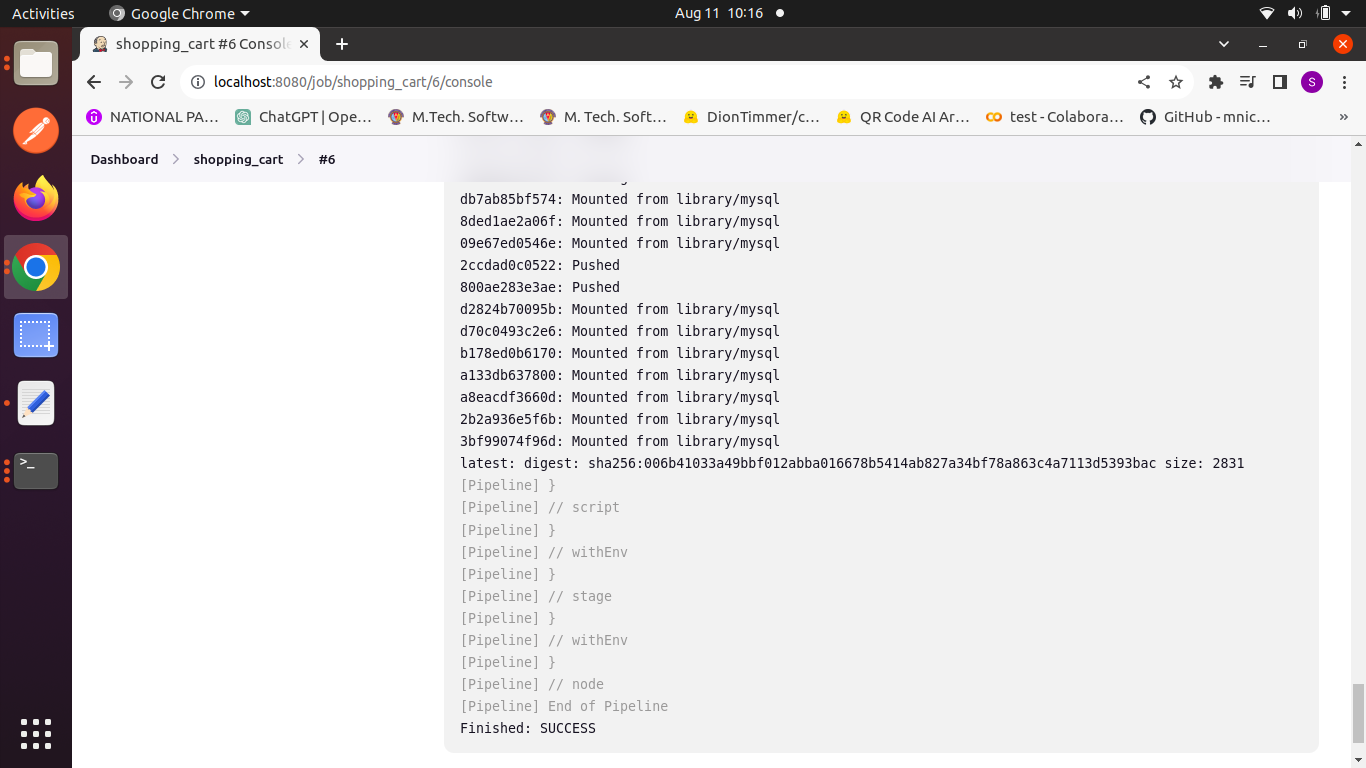 Activities
Google Chrome
Aug 11 10:16
shopping_cart #6 Console
localhost:8080/job/shopping_cart/6/console
S
NATIONAL PA…
ChatGPT | Ope…
M.Tech. Softw…
M. Tech. Soft…
DionTimmer/c…
QR Code AI Ar…
test - Colabora…
GitHub - mnic…
»
Dashboard
shopping_cart
#6
db7ab85bf574: Mounted from library/mysql
8ded1ae2a06f: Mounted from library/mysql
09e67ed0546e: Mounted from library/mysql
2ccdad0c0522: Pushed
800ae283e3ae: Pushed
d2824b70095b: Mounted from library/mysql
d70c0493c2e6: Mounted from library/mysql
b178ed0b6170: Mounted from library/mysql
a133db637800: Mounted from library/mysql
a8eacdf3660d: Mounted from library/mysql
2b2a936e5f6b: Mounted from library/mysql
3bf99074f96d: Mounted from library/mysql
latest: digest: sha256:006b41033a49bbf012abba016678b5414ab827a34bf78a863c4a7113d5393bac size: 2831
[Pipeline] }
[Pipeline] // script
[Pipeline] }
[Pipeline] // withEnv
[Pipeline] }
[Pipeline] // stage
[Pipeline] }
[Pipeline] // withEnv
[Pipeline] }
[Pipeline] // node
[Pipeline] End of Pipeline
Finished: SUCCESS